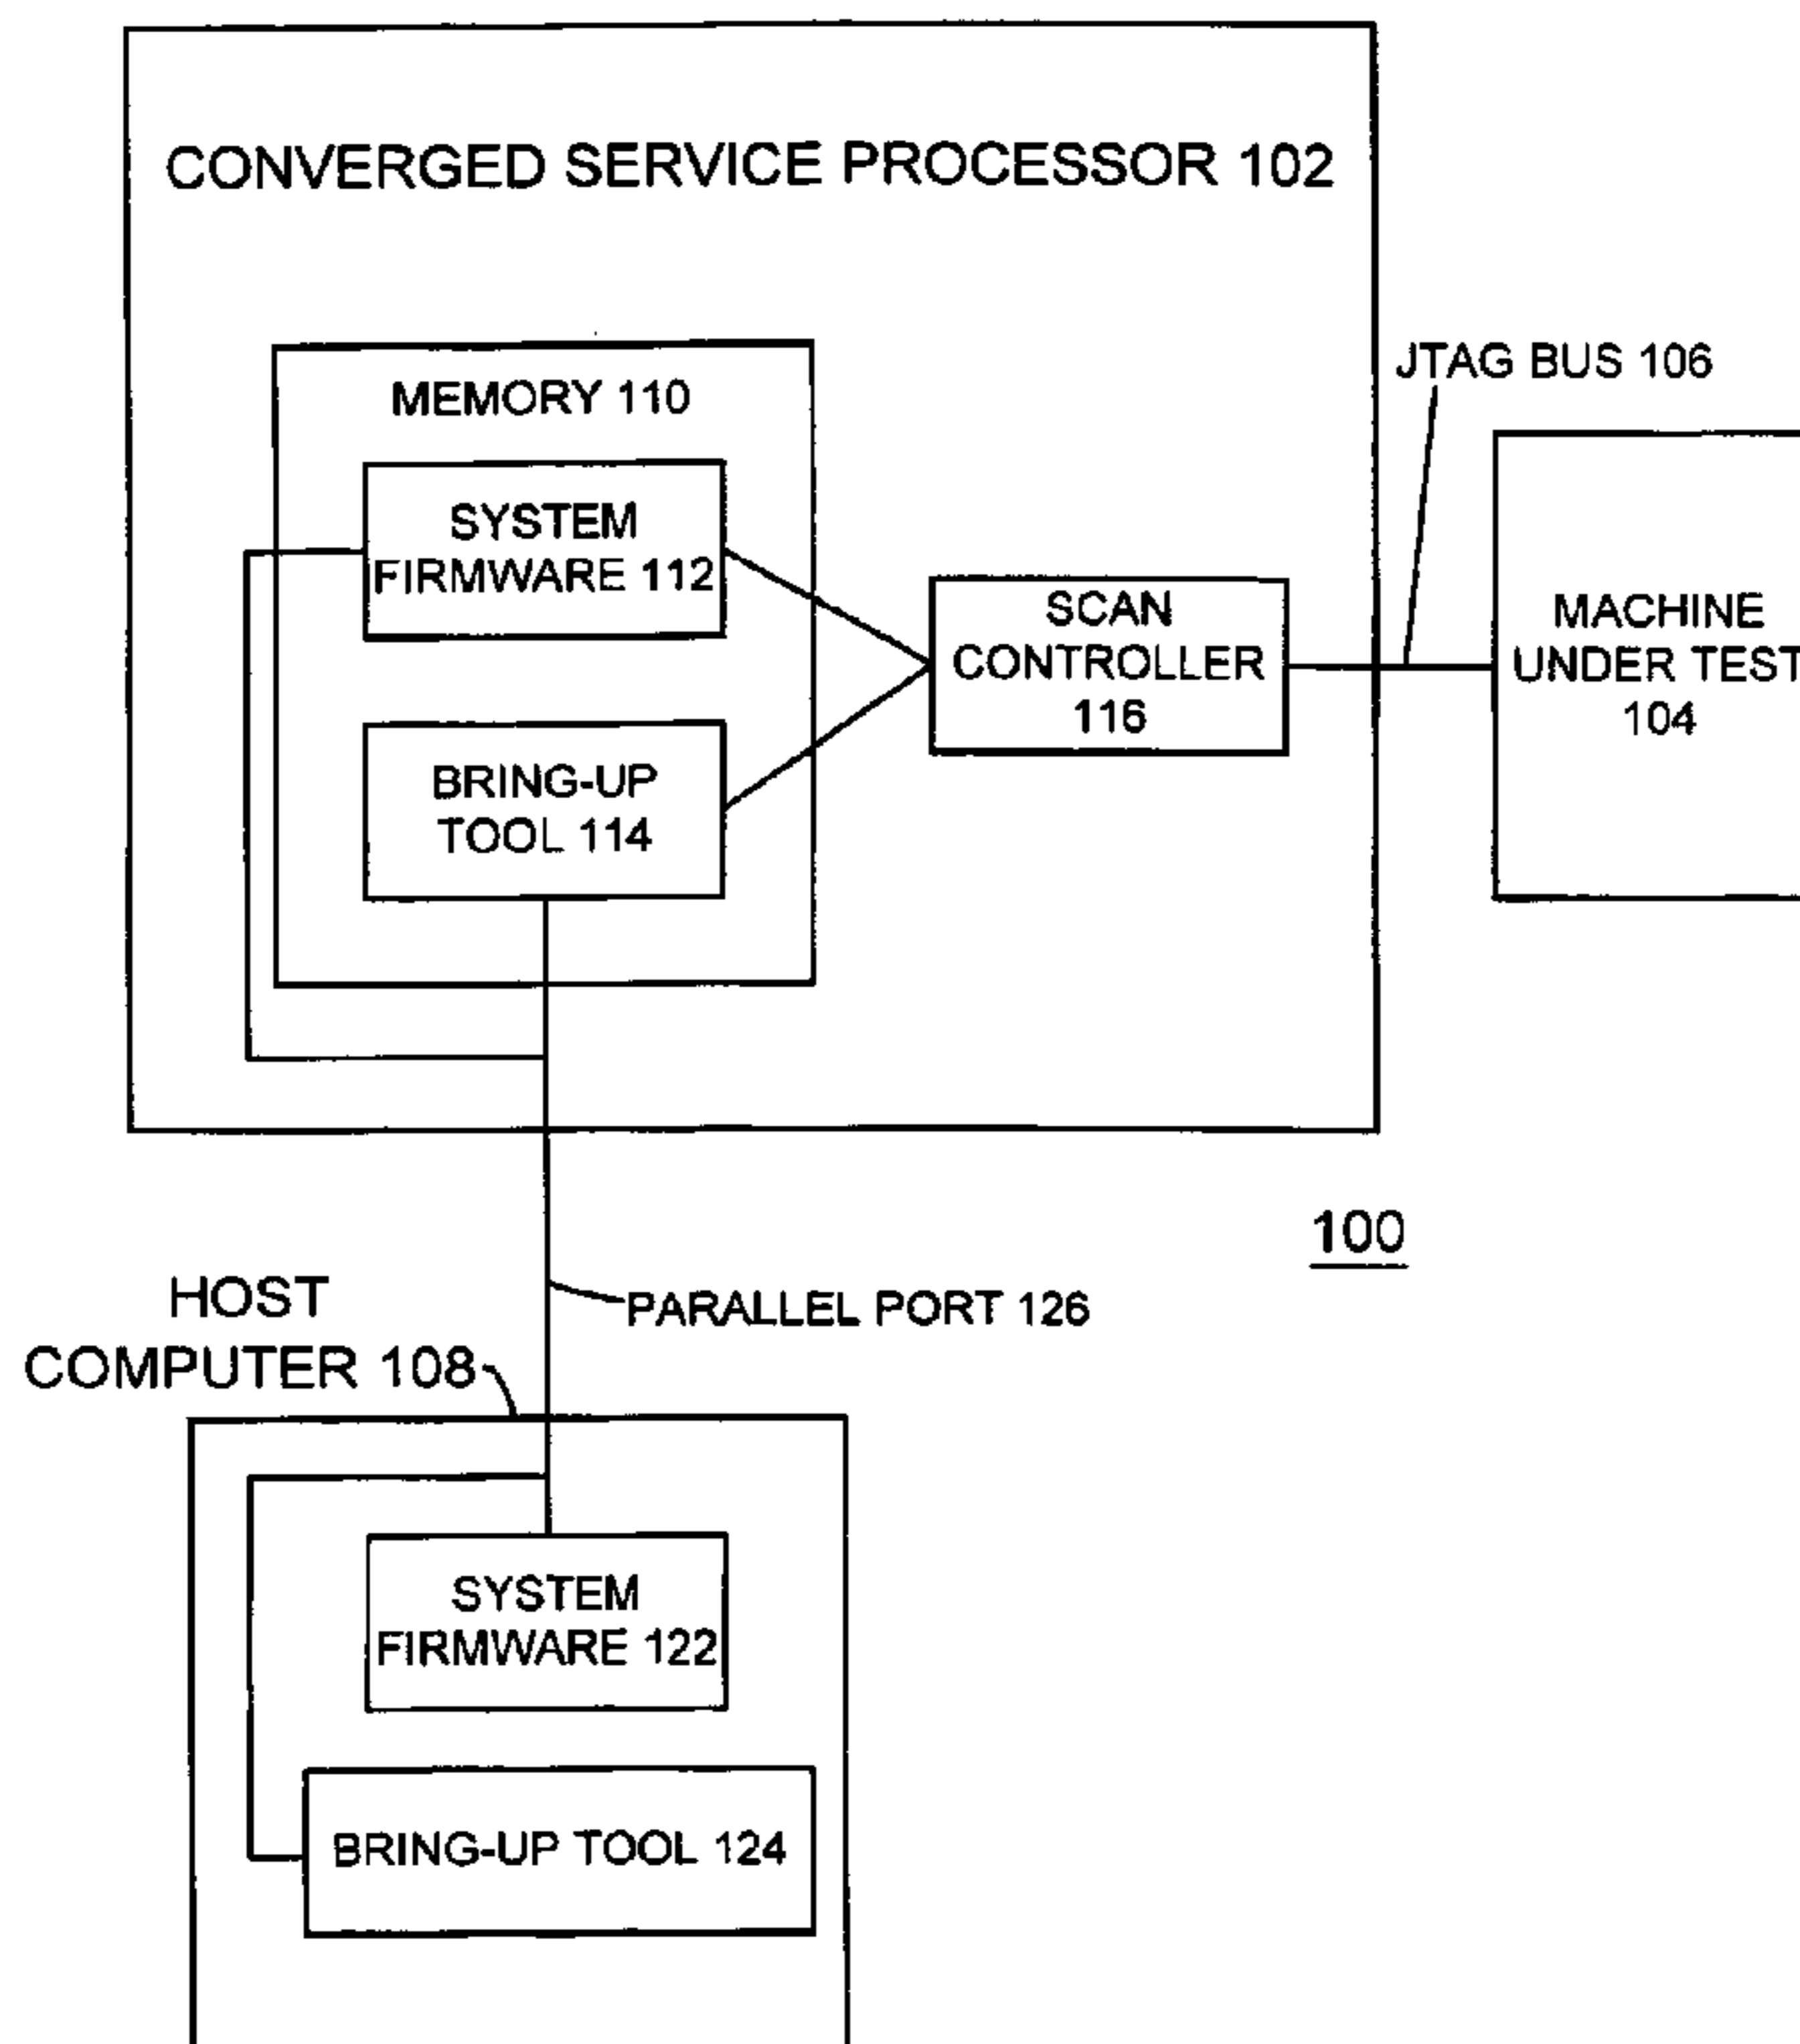 CONVERGED SERVICE PROCESSOR 102
MEMORY 110
SYSTEM
FIRMWARE 112
BRING-UP
TOOL 114
SCAN
CONTROLLER
116
JTAG BUS 106
MACHINE
UNDER TEST
104
100
PARALLEL PORT 126
HOST
COMPUTER 108
SYSTEM
FIRMWARE 122
BRING-UP TOOL 124